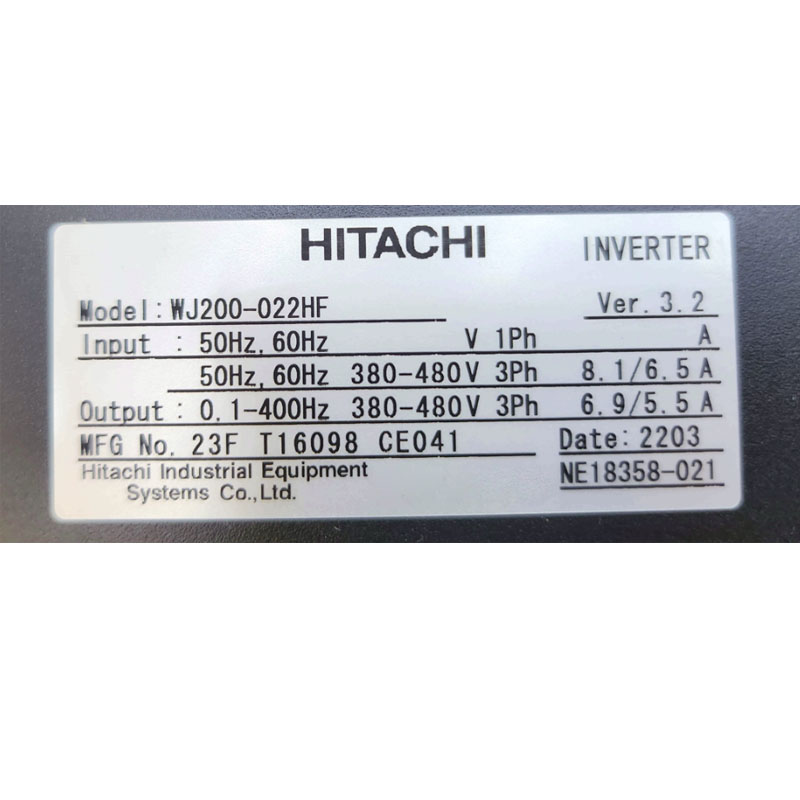 HITACHI INVERTER
Model: WJ200-022HF Ver. 3.2
Input : 50Hz, 60Hz V 1Ph A
50Hz, 60Hz 380-480V 3Ph 8.1/6.5 A
Output : 0.1-400Hz 380-480V 3Ph 6.9/5.5 A
MFG No. 23F T16098 CE041 Date: 2203
Hitachi Industrial Equipment
Systems Co.,Ltd. NE18358-021